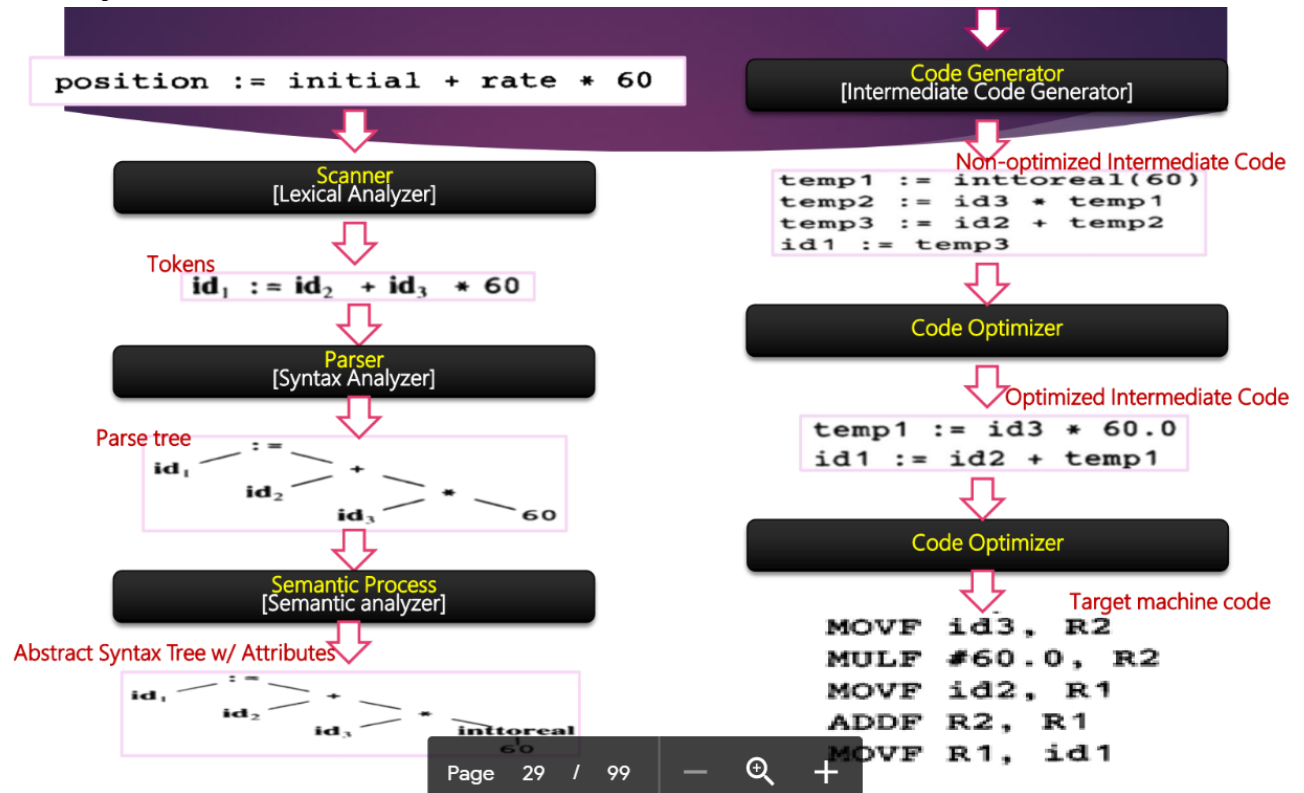 position := initial + rate * 60
Scanner
[Lexical Analyzer]
Tokens
id₁ := id₂ + id₃ * 60
Parser
[Syntax Analyzer]
Parse tree
:=
id₁ +
id₂ *
id₃ 60
Semantic Process
[Semantic analyzer]
Abstract Syntax Tree w/ Attributes
:=
id₁ +
id₂ *
id₃ inttoreal
60
Code Generator
[Intermediate Code Generator]
Non-optimized Intermediate Code
temp1 := inttoreal(60)
temp2 := id3 * temp1
temp3 := id2 + temp2
id1 := temp3
Code Optimizer
Optimized Intermediate Code
temp1 := id3 * 60.0
id1 := id2 + temp1
Code Optimizer
Target machine code
MOVF id3, R2
MULF #60.0, R2
MOVF id2, R1
ADDF R2, R1
MOVF R1, id1
Page 29 / 99